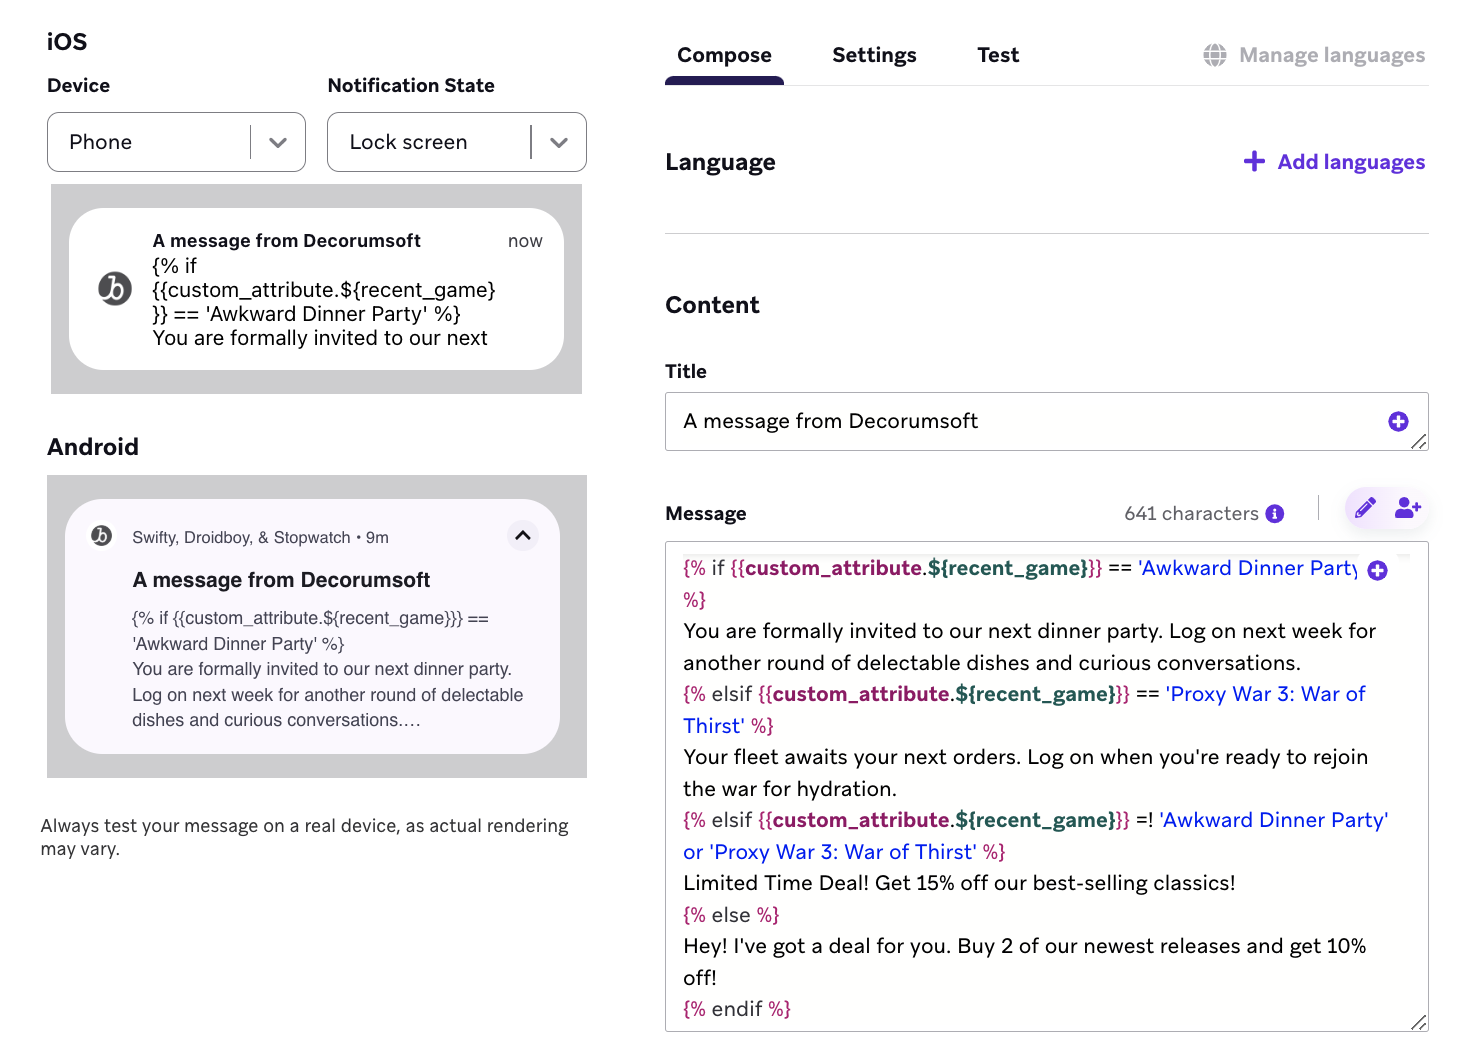 iOS
Device
Notification State
Phone
Lock screen
A message from Decorumsoft
now
{% if
{{custom_attribute.${recent_game}
}} == 'Awkward Dinner Party' %}
You are formally invited to our next
Android
Swifty, Droidboy, & Stopwatch • 9m
A message from Decorumsoft
{% if {{custom_attribute.${recent_game}}} ==
'Awkward Dinner Party' %}
You are formally invited to our next dinner party.
Log on next week for another round of delectable
dishes and curious conversations.…
Always test your message on a real device, as actual rendering
may vary.
Compose
Settings
Test
Manage languages
Language
Add languages
Content
Title
A message from Decorumsoft
Message
641 characters
{% if {{custom_attribute.${recent_game}}} == 'Awkward Dinner Party
%}
You are formally invited to our next dinner party. Log on next week for
another round of delectable dishes and curious conversations.
{% elsif {{custom_attribute.${recent_game}}} == 'Proxy War 3: War of
Thirst' %}
Your fleet awaits your next orders. Log on when you're ready to rejoin
the war for hydration.
{% elsif {{custom_attribute.${recent_game}}} =! 'Awkward Dinner Party'
or 'Proxy War 3: War of Thirst' %}
Limited Time Deal! Get 15% off our best-selling classics!
{% else %}
Hey! I've got a deal for you. Buy 2 of our newest releases and get 10%
off!
{% endif %}